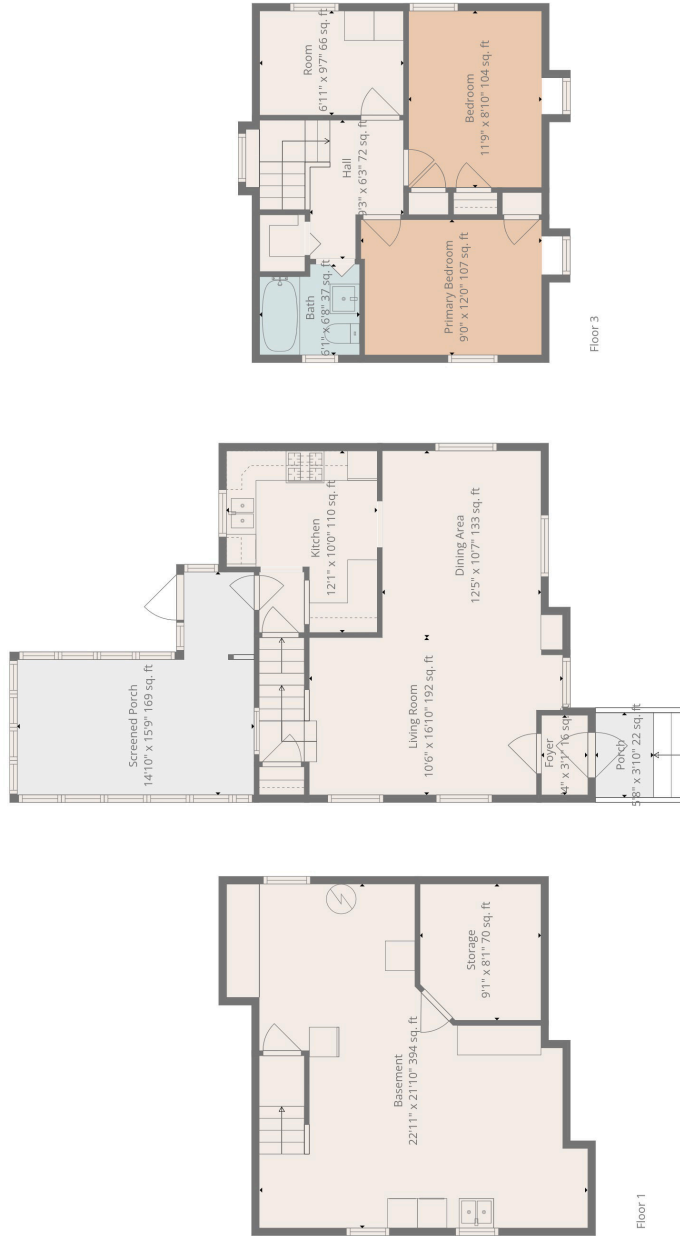 Room
6'11" x 9'7" 66 sq. ft
Bedroom
11'9" x 8'10" 104 sq. ft
Hall
9'3" x 6'3" 72 sq. ft
Bath
6'1" x 6'8" 37 sq. ft
Primary Bedroom
9'0" x 12'0" 107 sq. ft
Floor 3
Kitchen
12'1" x 10'0" 110 sq. ft
Dining Area
12'5" x 10'7" 133 sq. ft
Screened Porch
14'10" x 15'9" 169 sq. ft
Living Room
10'6" x 16'10" 192 sq. ft
Foyer
4" x 3'1" 16 sq.
Porch
5'8" x 3'10" 22 sq. ft
Storage
9'1" x 8'1" 70 sq. ft
Basement
22'11" x 21'10" 394 sq. ft
Floor 1